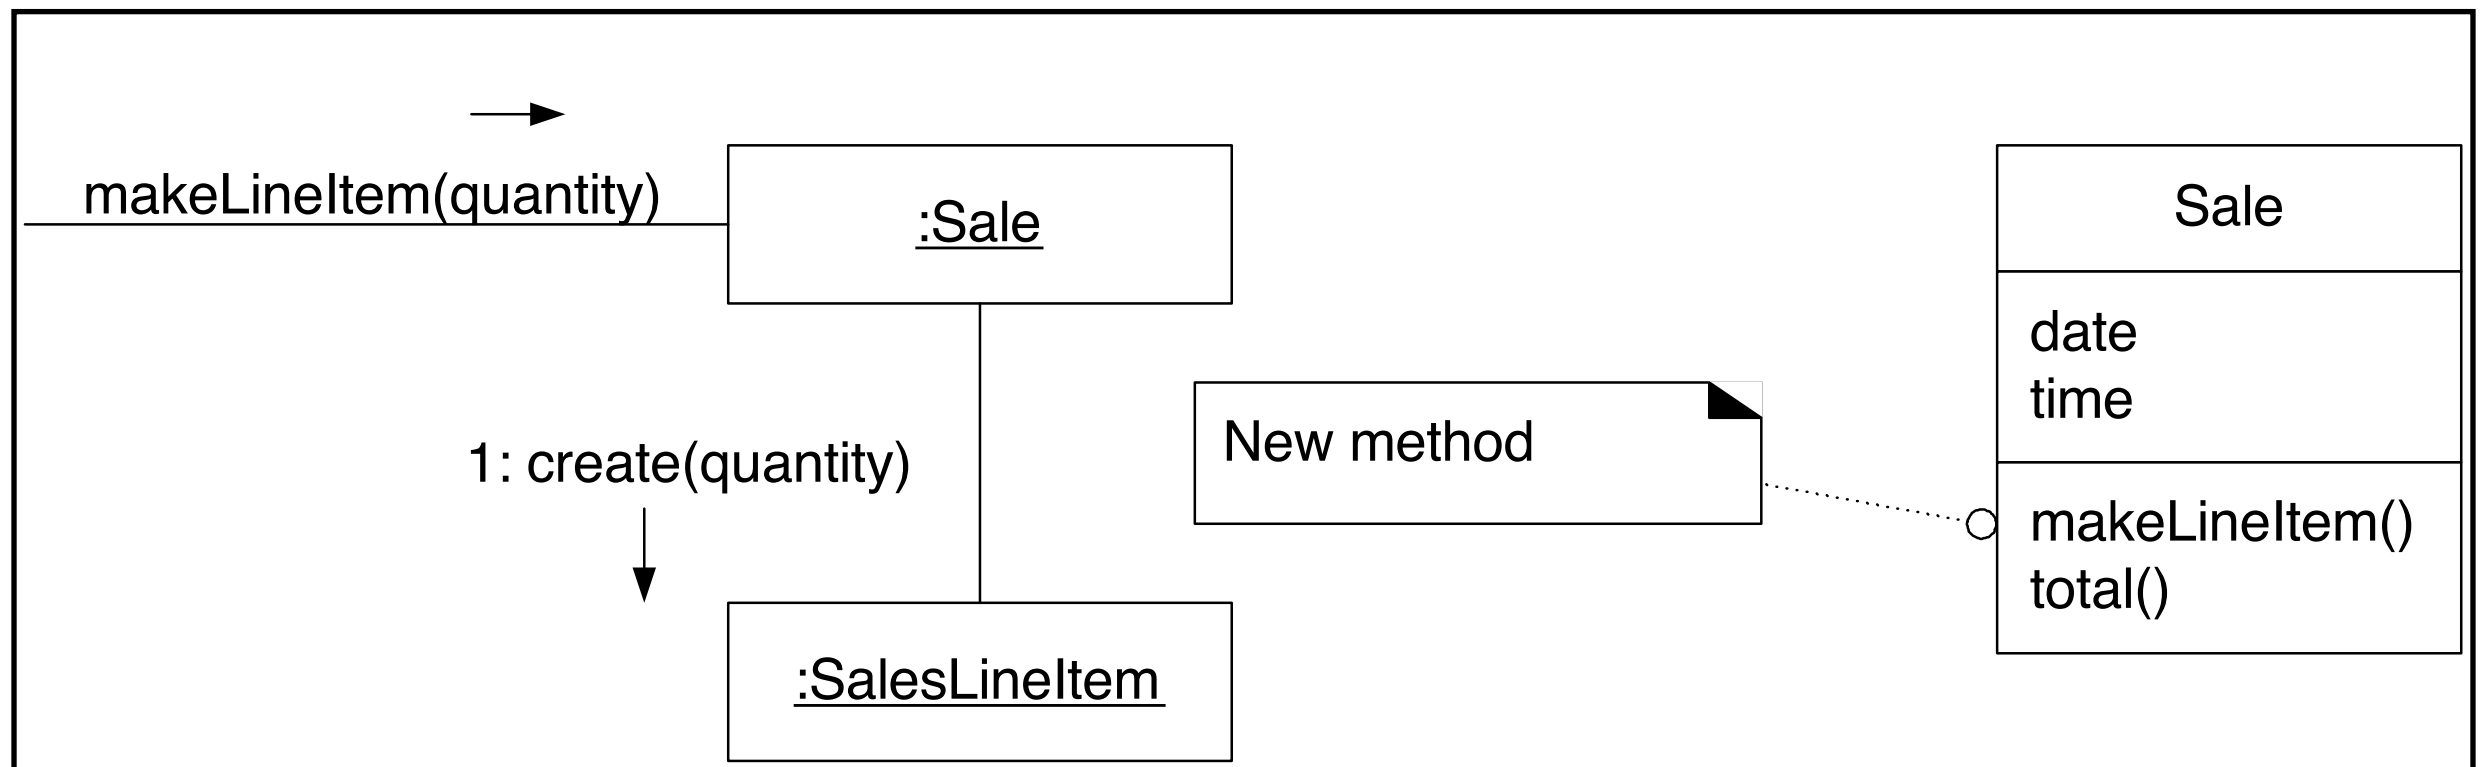 makeLineItem(quantity)
:Sale
1: create(quantity)
:SalesLineItem
New method
Sale
date
time
makeLineItem()
total()